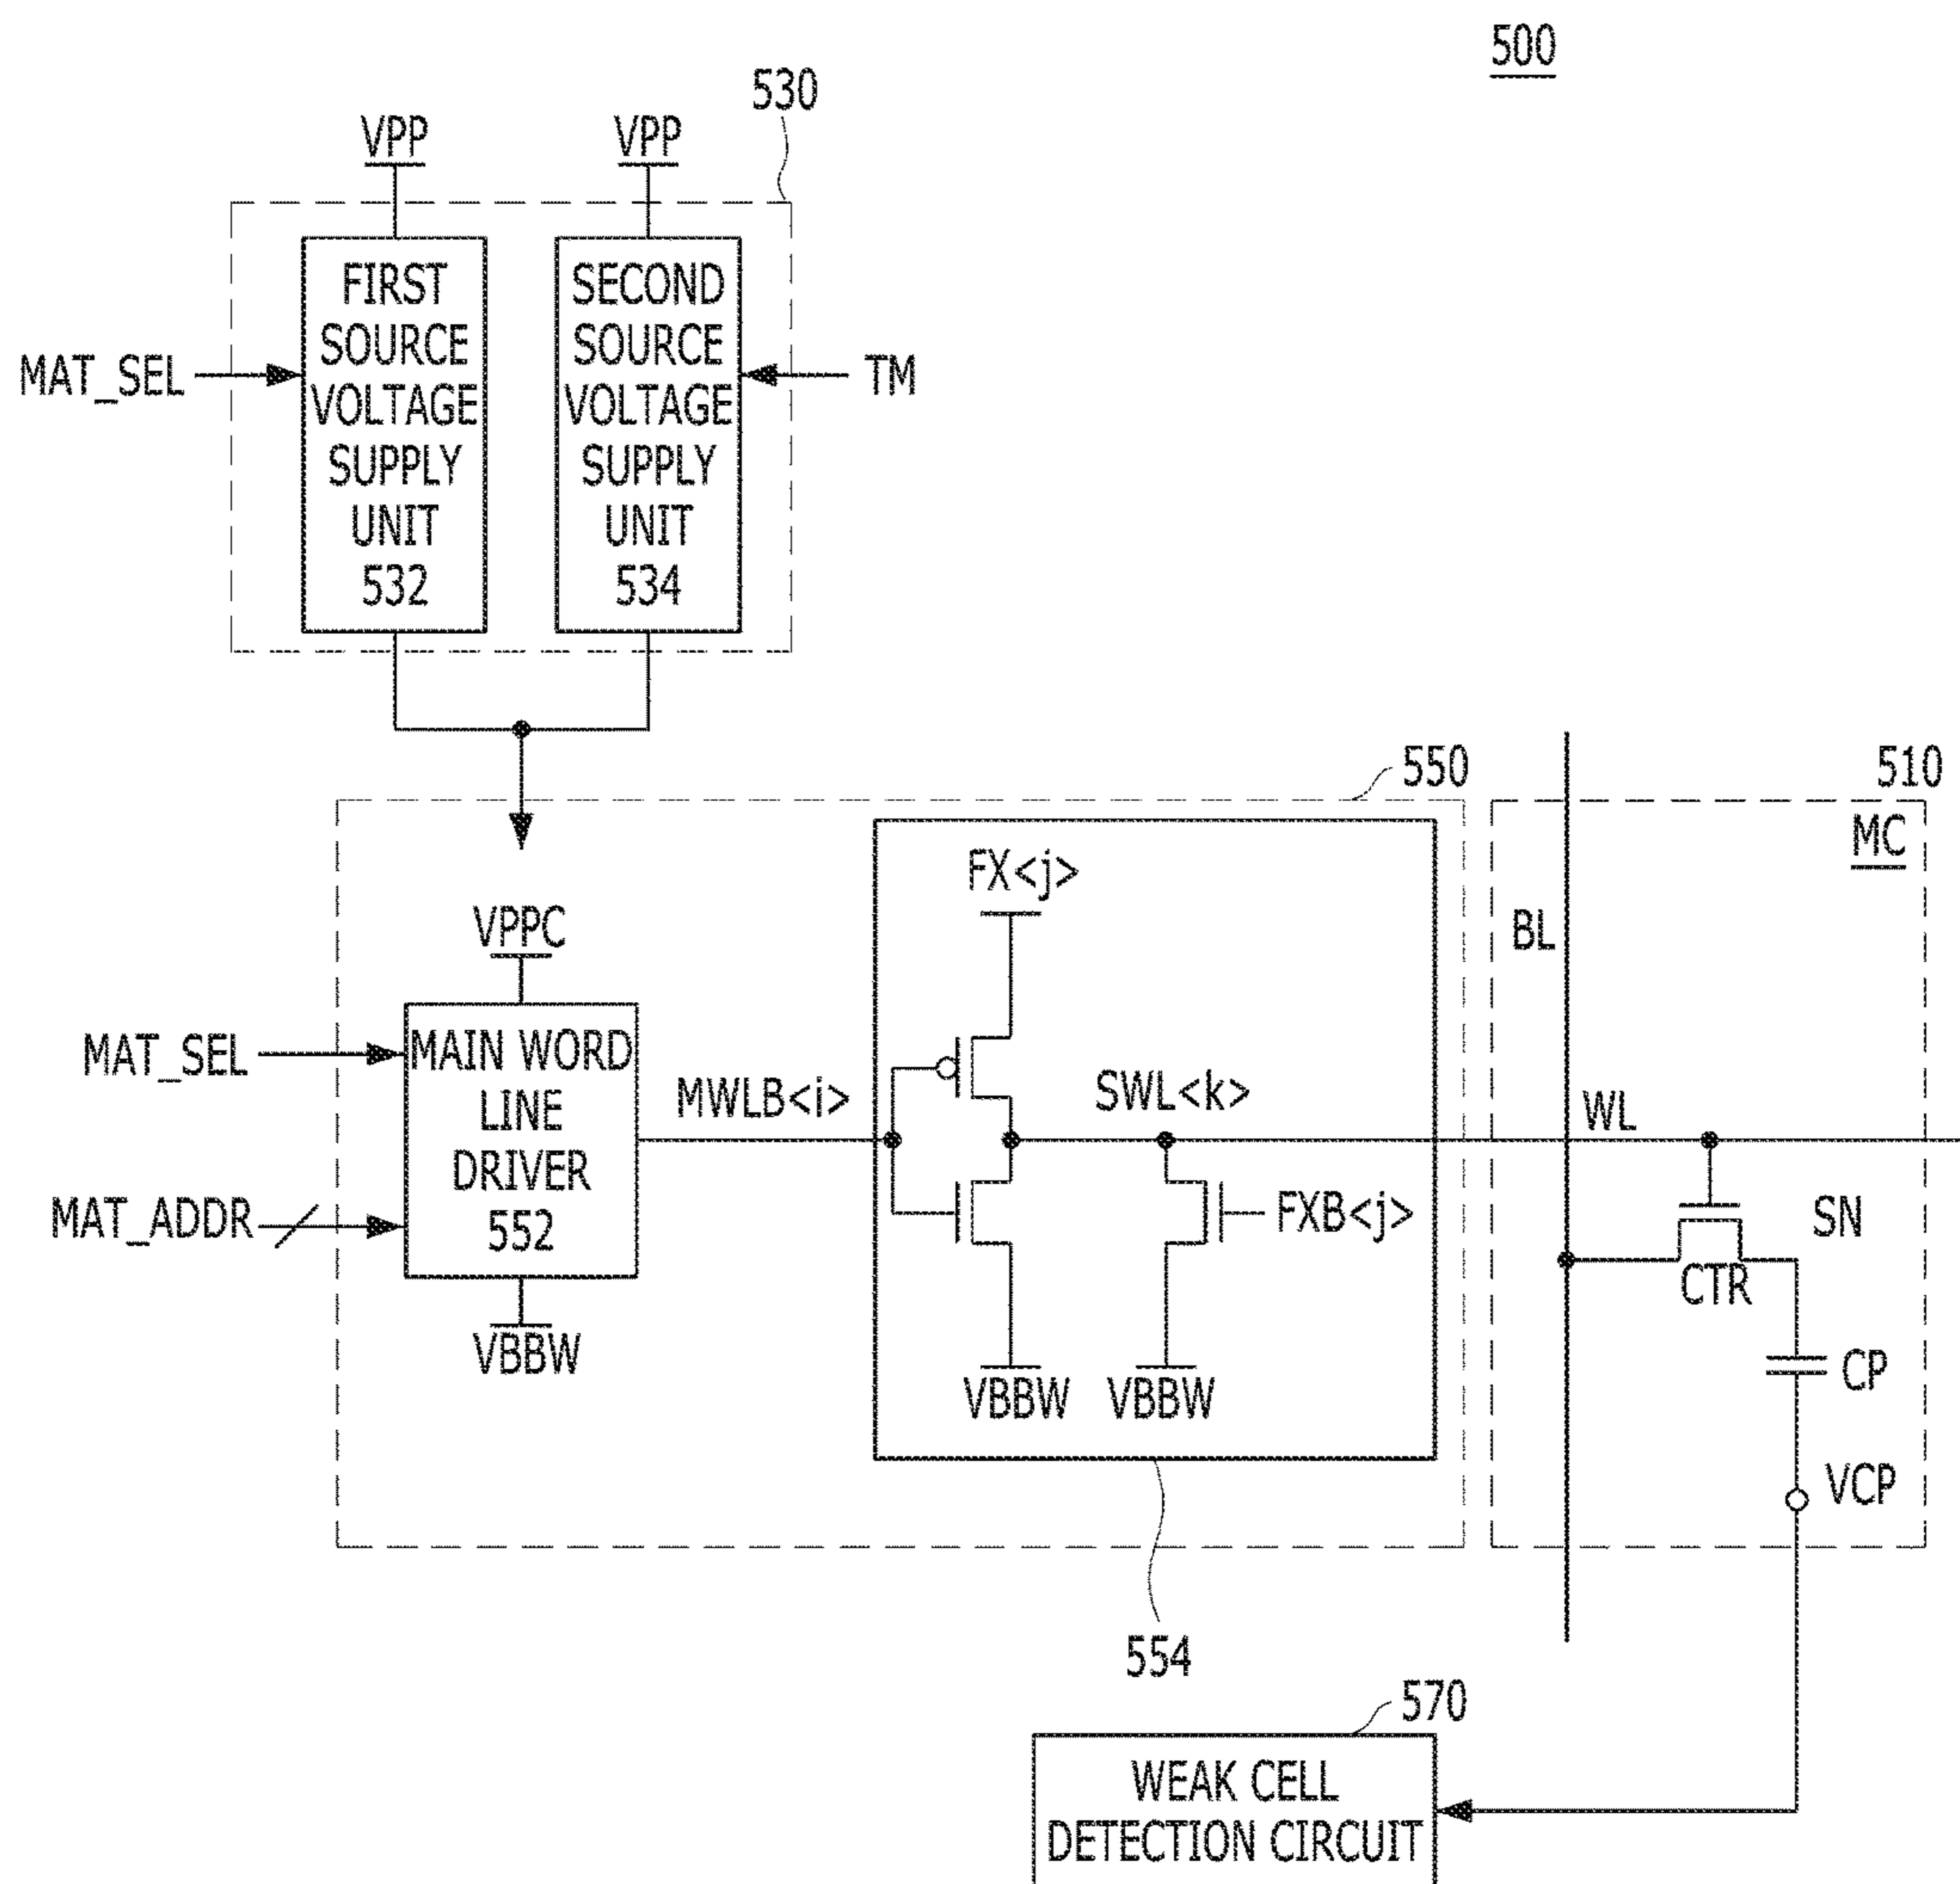 500
530
VPP
VPP
FIRST
SOURCE
VOLTAGE
SUPPLY
UNIT
532
SECOND
SOURCE
VOLTAGE
SUPPLY
UNIT
534
MAT_SEL
TM
550
510
MC
FX<j>
BL
VPPC
MAT_SEL
MAIN WORD
LINE
DRIVER
552
MWLB<i>
SWL<k>
WL
MAT_ADDR
FXB<j>
SN
CTR
VBBW
VBBW
VBBW
CP
VCP
554
570
WEAK CELL
DETECTION CIRCUIT